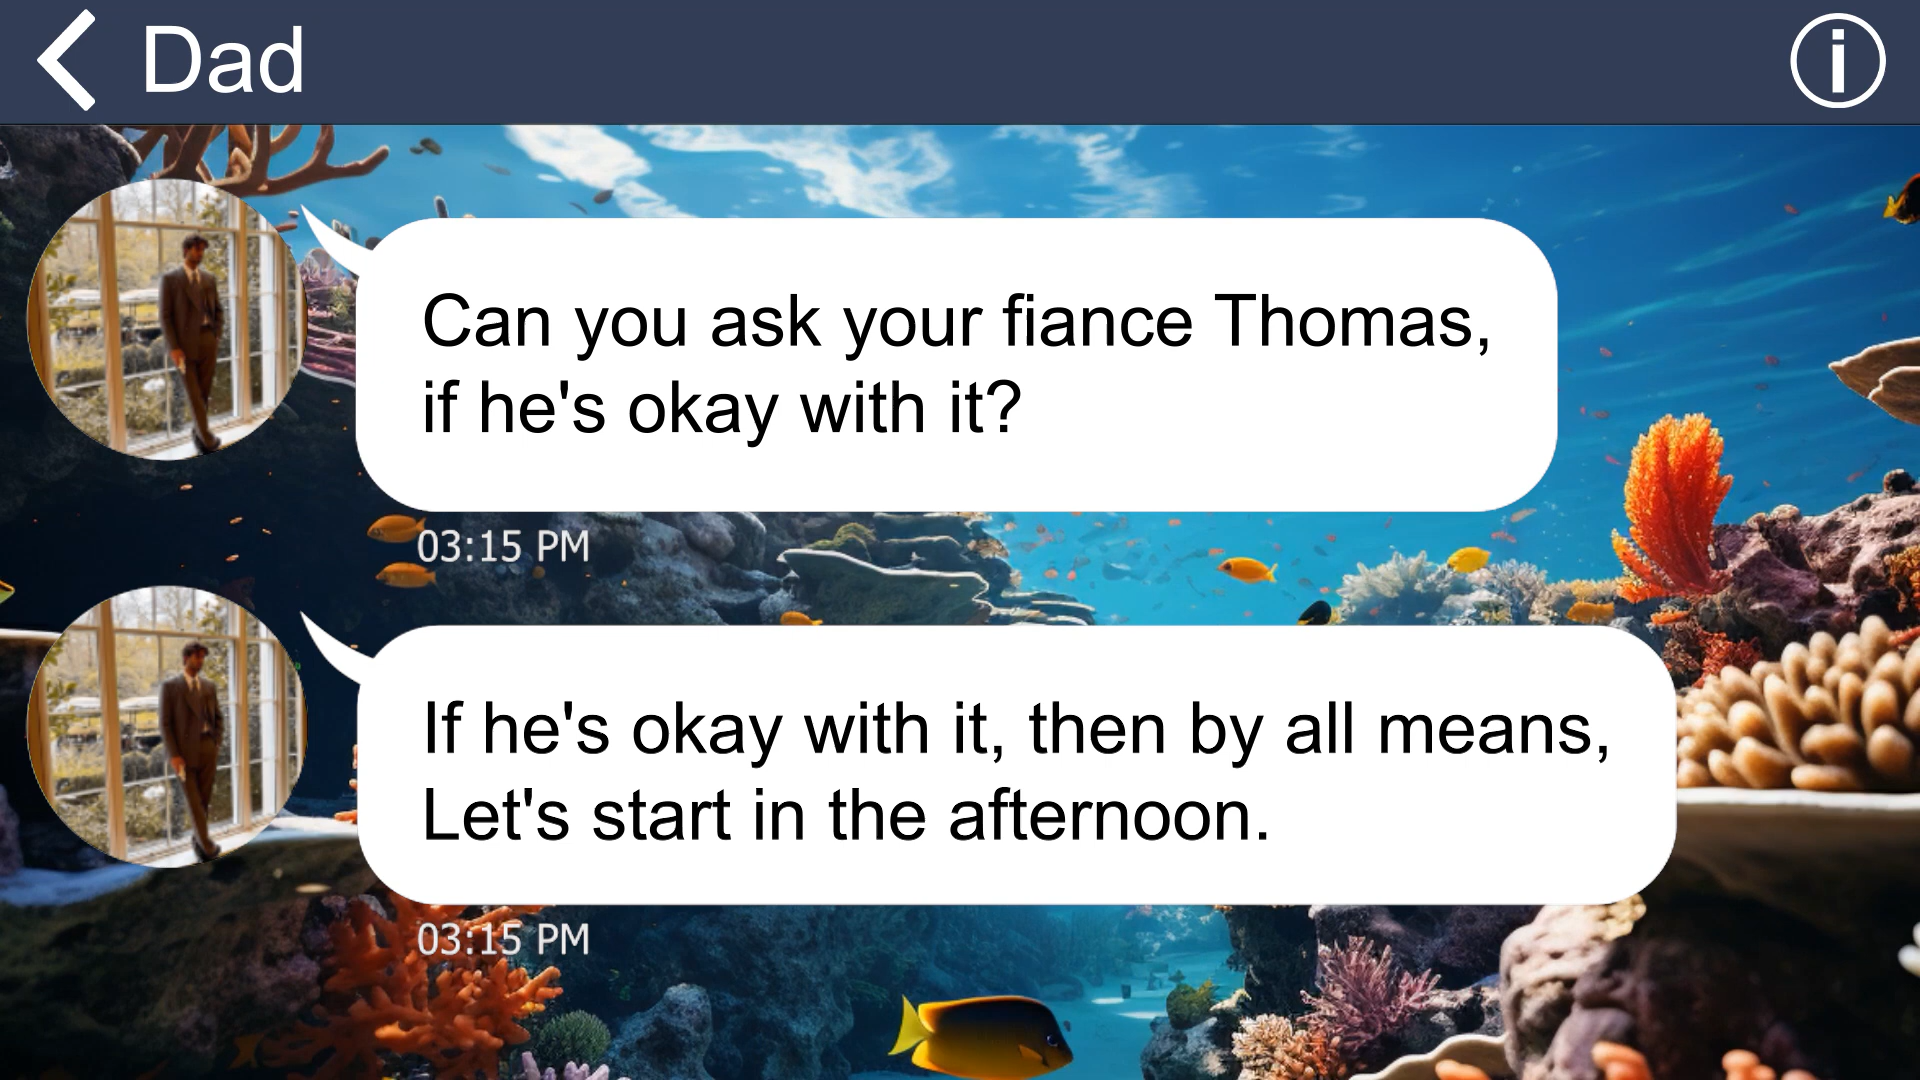 Dad
Can you ask your fiance Thomas,
if he's okay with it?
03:15 PM
If he's okay with it, then by all means,
Let's start in the afternoon.
03:15 PM